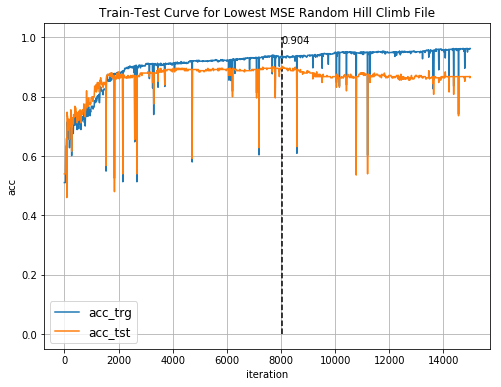 Train-Test Curve for Lowest MSE Random Hill Climb File
1.0
0.904
0.8
0.6
acc
0.4
0.2
acc_trg
acc_tst
0.0
0 2000 4000 6000 8000 10000 12000 14000
iteration